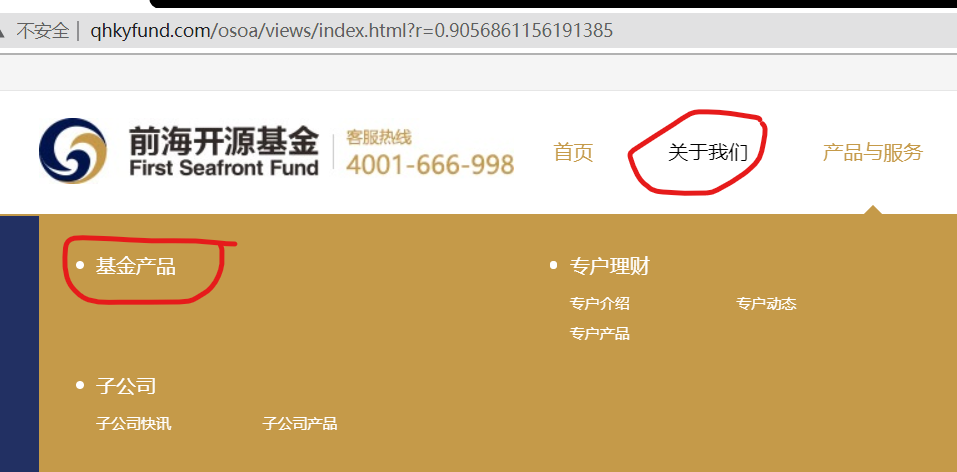 不安全 | qhkyfund.com/osoa/views/index.html?r=0.9056861156191385
前海开源基金
First Seafront Fund
客服热线
4001-666-998
首页 关于我们 产品与服务
基金产品 专户理财
专户介绍 专户动态
专户产品
子公司
子公司快讯 子公司产品